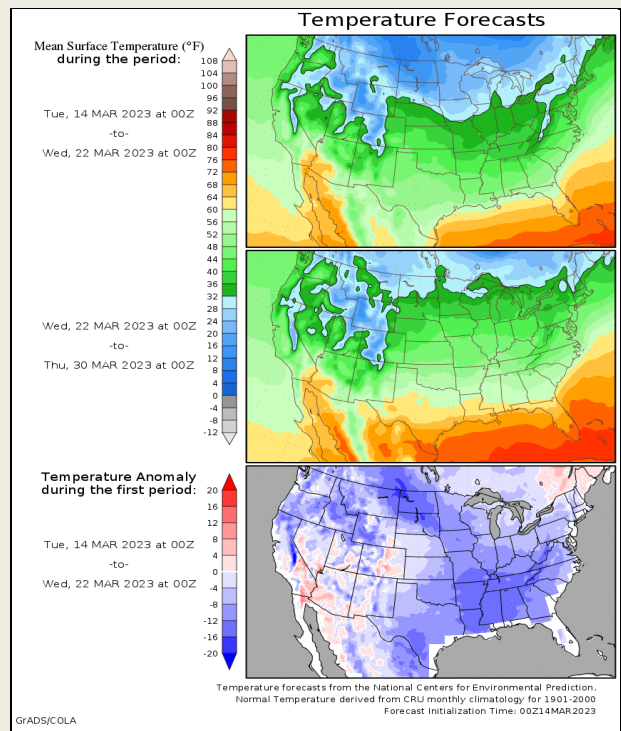 Temperature Forecasts
Mean Surface Temperature (°F)
during the period:
Tue, 14 MAR 2023 at 00Z
-to-
Wed, 22 MAR 2023 at 00Z
108
104
100
96
92
88
84
80
76
72
68
64
60
56
52
48
44
40
36
32
28
24
20
16
12
8
4
0
-4
-8
-12
Wed, 22 MAR 2023 at 00Z
-to-
Thu, 30 MAR 2023 at 00Z
Temperature Anomaly
during the first period:
Tue, 14 MAR 2023 at 00Z
-to-
Wed, 22 MAR 2023 at 00Z
20
16
12
8
4
0
-4
-8
-12
-16
-20
Temperature forecasts from the National Centers for Environmental Prediction.
Normal Temperature derived from CRU monthly climatology for 1901-2000
Forecast Initialization Time: 00Z14MAR2023
GrADS/COLA